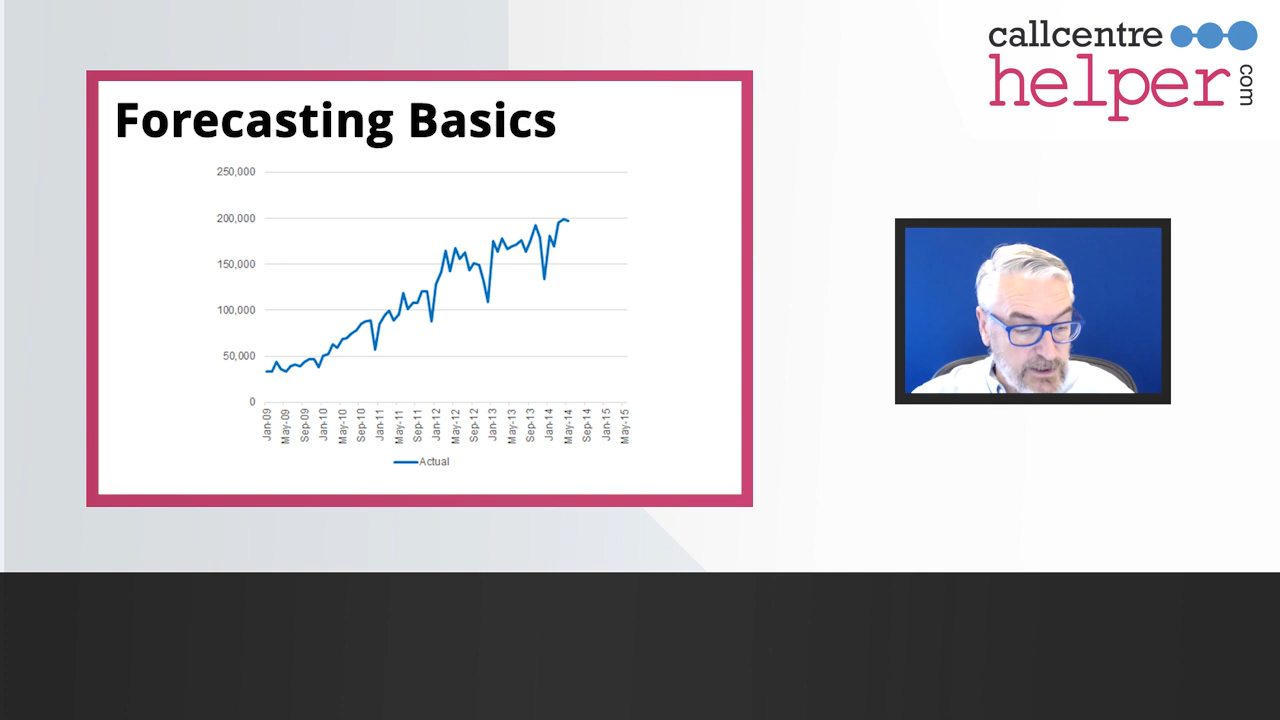 callcentre
helper
com
Forecasting Basics
250,000
200,000
150,000
100,000
50,000
0
Jan-09
May-09
Sep-09
Jan-10
May-10
Sep-10
Jan-11
May-11
Sep-11
Jan-12
May-12
Sep-12
Jan-13
May-13
Sep-13
Jan-14
May-14
Sep-14
Jan-15
May-15
Actual